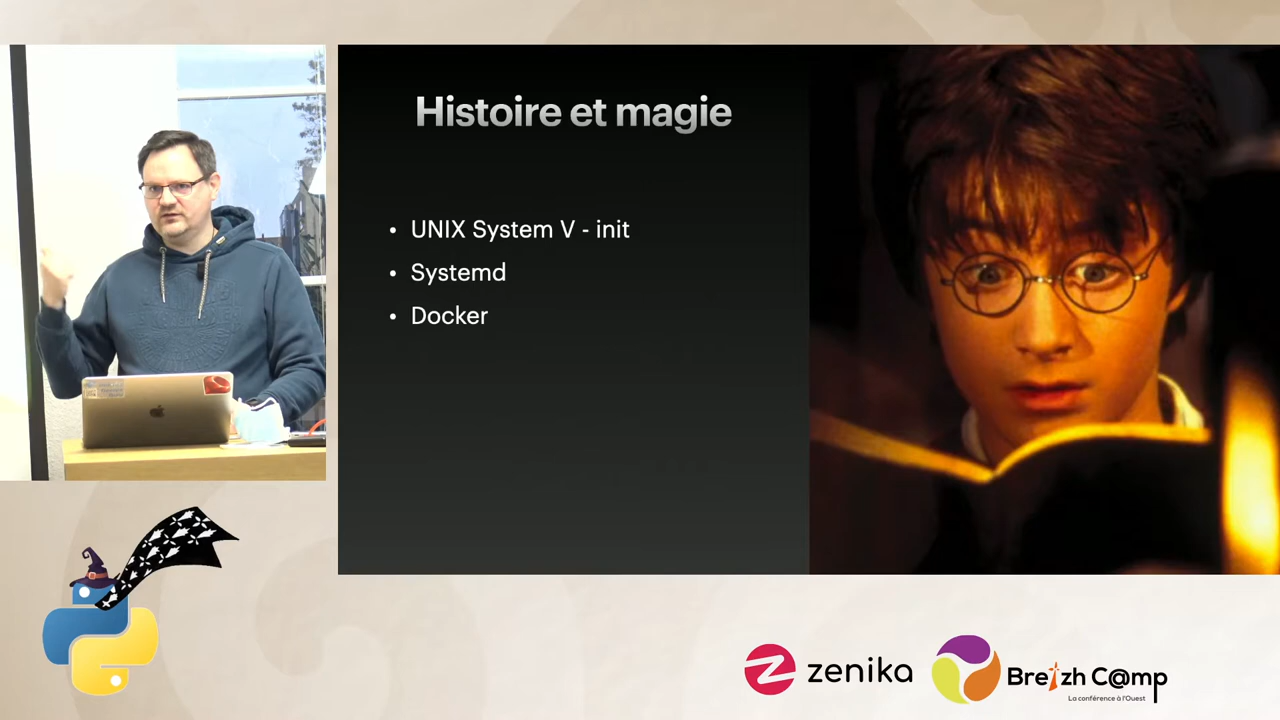 Histoire et magie
• UNIX System V - init
• Systemd
• Docker
zenika
Breizh C@mp
La conférence à l'Ouest